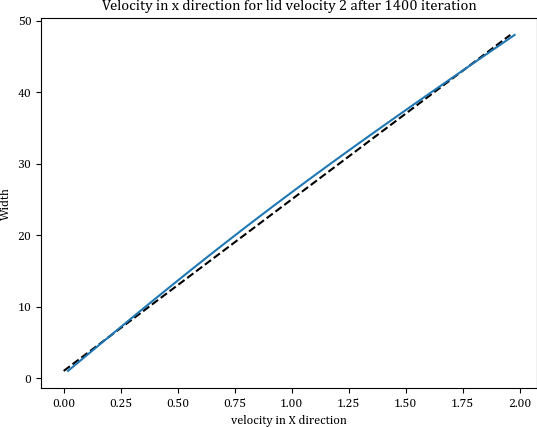 Velocity in x direction for lid velocity 2 after 1400 iteration
50
40
30
20
10
0
Width
0.00 0.25 0.50 0.75 1.00 1.25 1.50 1.75 2.00
velocity in X direction